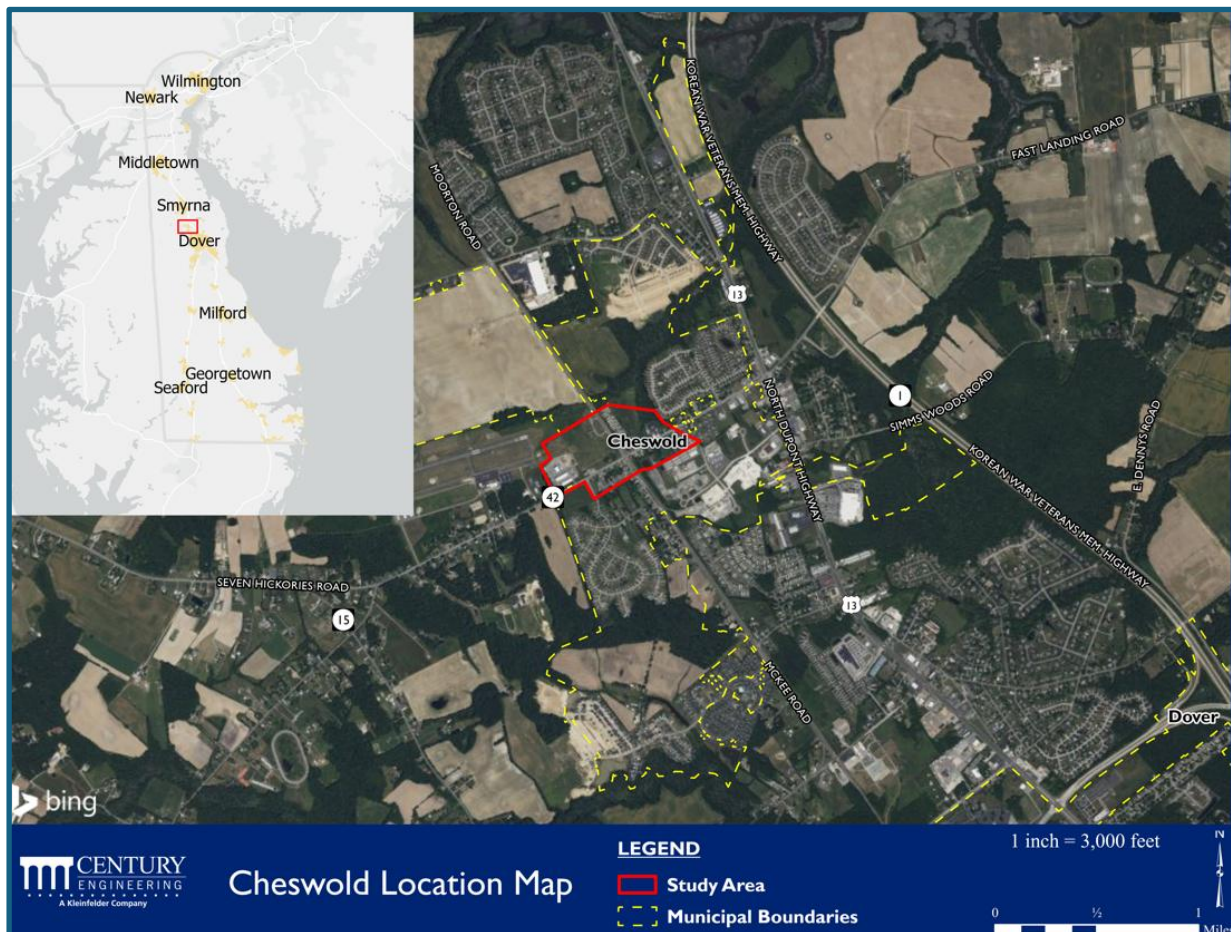 Wilmington
Newark
Middletown
Smyrna
Dover
Milford
Georgetown
Seaford
KOREAN WAR VETERANS MEM. HIGHWAY
FAST LANDING ROAD
MOORTON ROAD
13
NORTH DUPONT HIGHWAY
1
SIMMS WOODS ROAD
E. DENNYS ROAD
Cheswold
42
KOREAN WAR VETERANS MEM. HIGHWAY
SEVEN HICKORIES ROAD
15
13
MCKEE ROAD
Dover
bing
CENTURY
ENGINEERING
A Kleinfelder Company
Cheswold Location Map
LEGEND
Study Area
Municipal Boundaries
1 inch = 3,000 feet
N
0 ½ 1